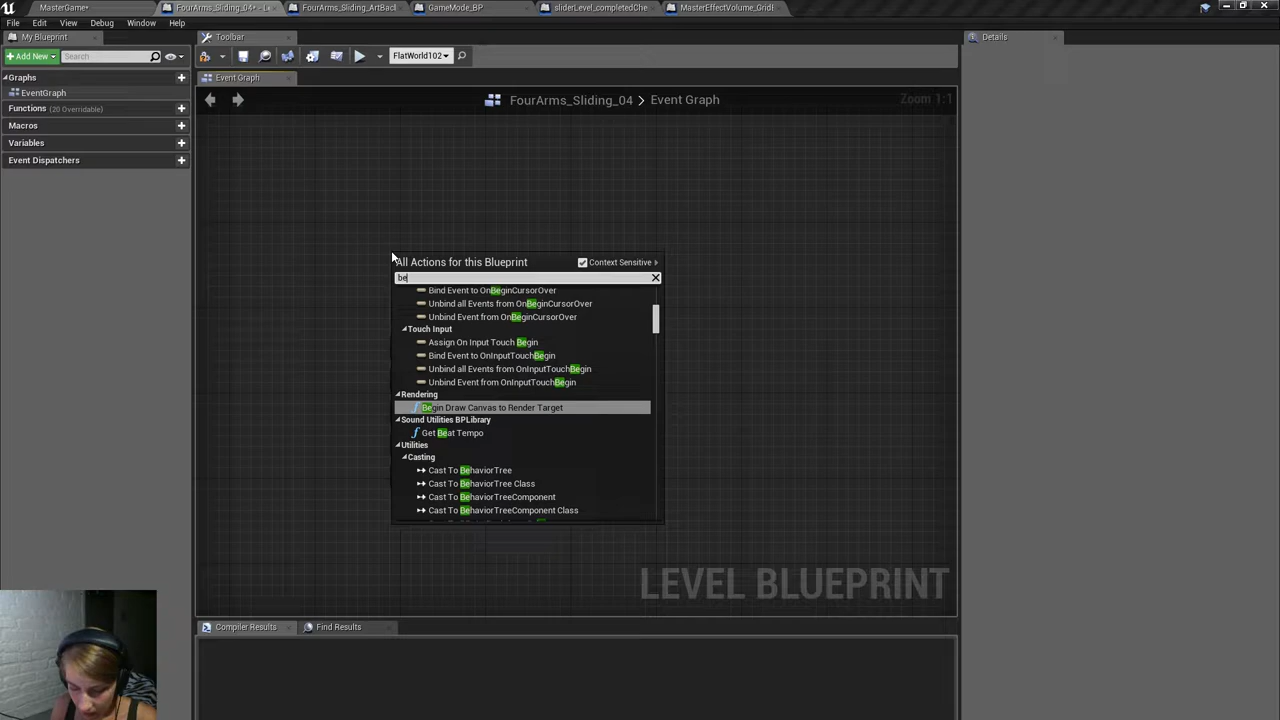 MasterGame*
FourArms_Sliding_04* - Le
FourArms_Sliding_ArtBacl
GameMode_BP
sliderLevel_completedChe
MasterEffectVolume_GridE
File Edit View Debug Window Help
My Blueprint
Toolbar
Details
Add New
Search
FlatWorld102
Graphs
Event Graph
EventGraph
FourArms_Sliding_04 > Event Graph
Zoom 1:1
Functions (20 Overridable)
Macros
Variables
Event Dispatchers
All Actions for this Blueprint
Context Sensitive
be
Bind Event to OnBeginCursorOver
Unbind all Events from OnBeginCursorOver
Unbind Event from OnBeginCursorOver
Touch Input
Assign On Input Touch Begin
Bind Event to OnInputTouchBegin
Unbind all Events from OnInputTouchBegin
Unbind Event from OnInputTouchBegin
Rendering
f Begin Draw Canvas to Render Target
Sound Utilities BPLibrary
f Get Beat Tempo
Utilities
Casting
Cast To BehaviorTree
Cast To BehaviorTree Class
Cast To BehaviorTreeComponent
Cast To BehaviorTreeComponent Class
LEVEL BLUEPRINT
Compiler Results
Find Results